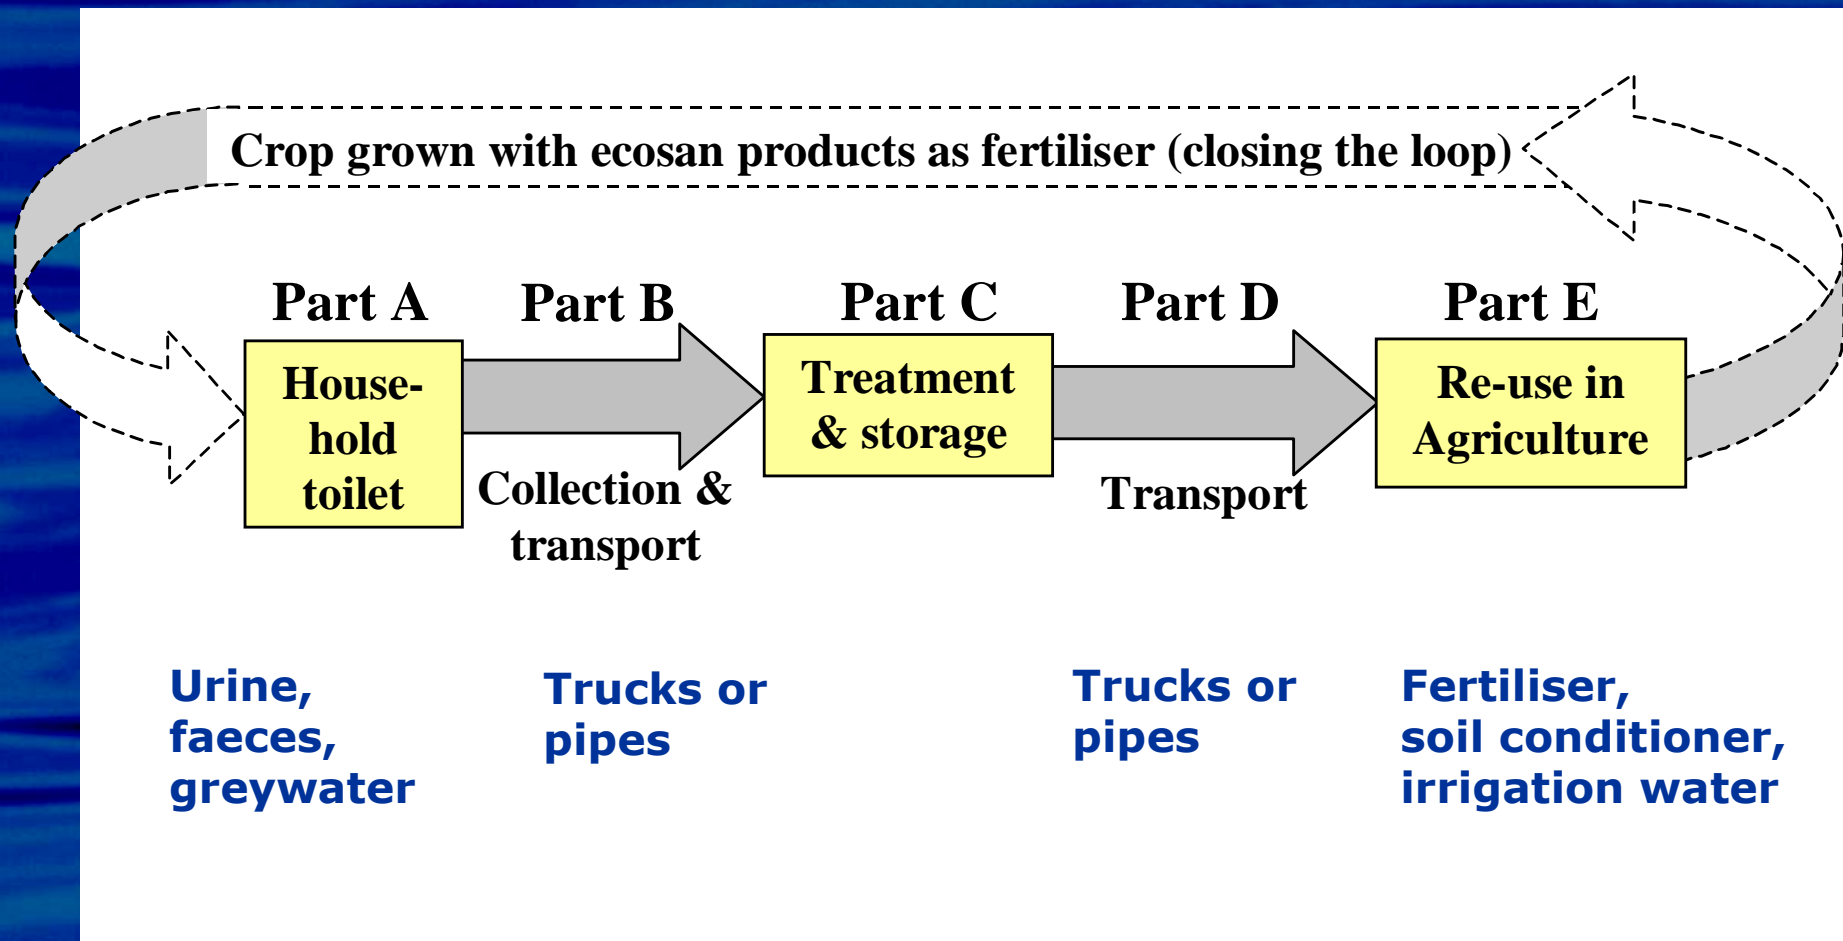 Crop grown with ecosan products as fertiliser (closing the loop)
Part A
Part B
Part C
Part D
Part E
House-
hold
toilet
Collection &
transport
Treatment
& storage
Transport
Re-use in
Agriculture
Urine,
faeces,
greywater
Trucks or
pipes
Trucks or
pipes
Fertiliser,
soil conditioner,
irrigation water